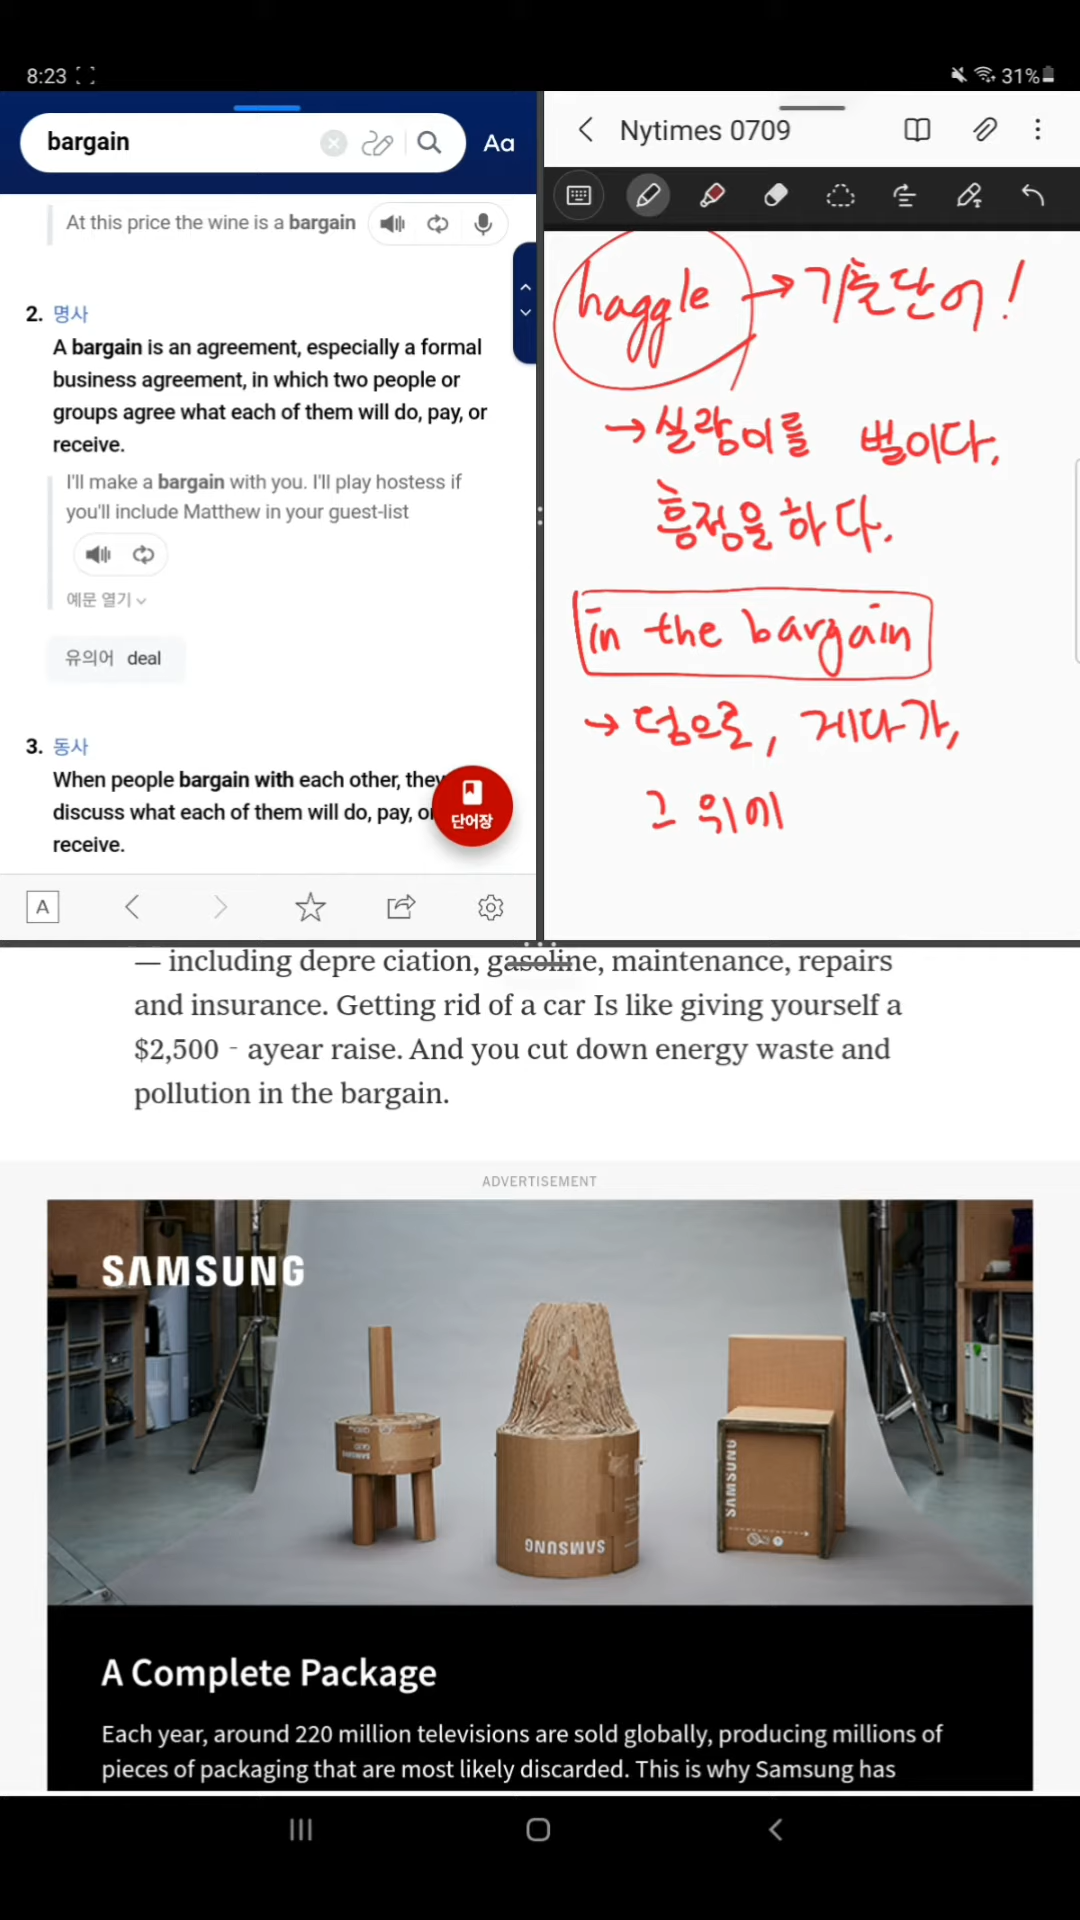 8:23
31%
bargain
Aa
At this price the wine is a bargain
2. 명사
A bargain is an agreement, especially a formal
business agreement, in which two people or
groups agree what each of them will do, pay, or
receive.
I'll make a bargain with you. I'll play hostess if
you'll include Matthew in your guest-list
예문 열기
유의어 deal
3. 동사
When people bargain with each other, they
discuss what each of them will do, pay, or
receive.
단어장
A
Nytimes 0709
haggle → 기출단어!
→ 실랑이를 벌이다.
흥정을 하다.
in the bargain
→ 덤으로, 게다가,
그 위에
— including depre ciation, gasoline, maintenance, repairs
and insurance. Getting rid of a car Is like giving yourself a
$2,500 - ayear raise. And you cut down energy waste and
pollution in the bargain.
ADVERTISEMENT
SAMSUNG
SAMSUNG
SAMSUNG
SAMSUNG
A Complete Package
Each year, around 220 million televisions are sold globally, producing millions of
pieces of packaging that are most likely discarded. This is why Samsung has